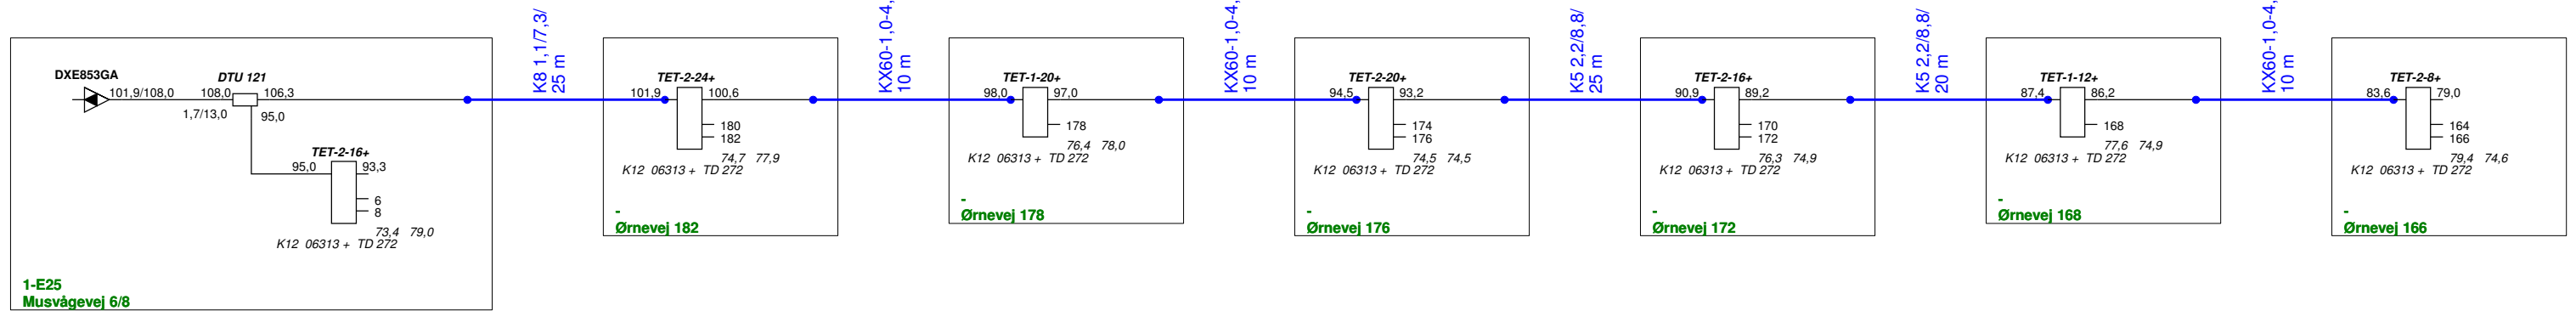 DXE853GA
101,9/108,0
DTU 121
108,0
106,3
1,7/13,0
95,0
TET-2-16+
95,0
93,3
6
8
73,4 79,0
K12 06313 + TD 272
1-E25
Musvågevej 6/8
K8 1,1/7,3/
25 m
TET-2-24+
101,9
100,6
180
182
74,7 77,9
K12 06313 + TD 272
-
Ørnevej 182
KX60-1,0-4,
10 m
TET-1-20+
98,0
97,0
178
76,4 78,0
K12 06313 + TD 272
-
Ørnevej 178
KX60-1,0-4,
10 m
TET-2-20+
94,5
93,2
174
176
74,5 74,5
K12 06313 + TD 272
-
Ørnevej 176
K5 2,2/8,8/
25 m
TET-2-16+
90,9
89,2
170
172
76,3 74,9
K12 06313 + TD 272
-
Ørnevej 172
K5 2,2/8,8/
20 m
TET-1-12+
87,4
86,2
168
77,6 74,9
K12 06313 + TD 272
-
Ørnevej 168
KX60-1,0-4,
10 m
TET-2-8+
83,6
79,0
164
166
79,4 74,6
K12 06313 + TD 272
-
Ørnevej 166